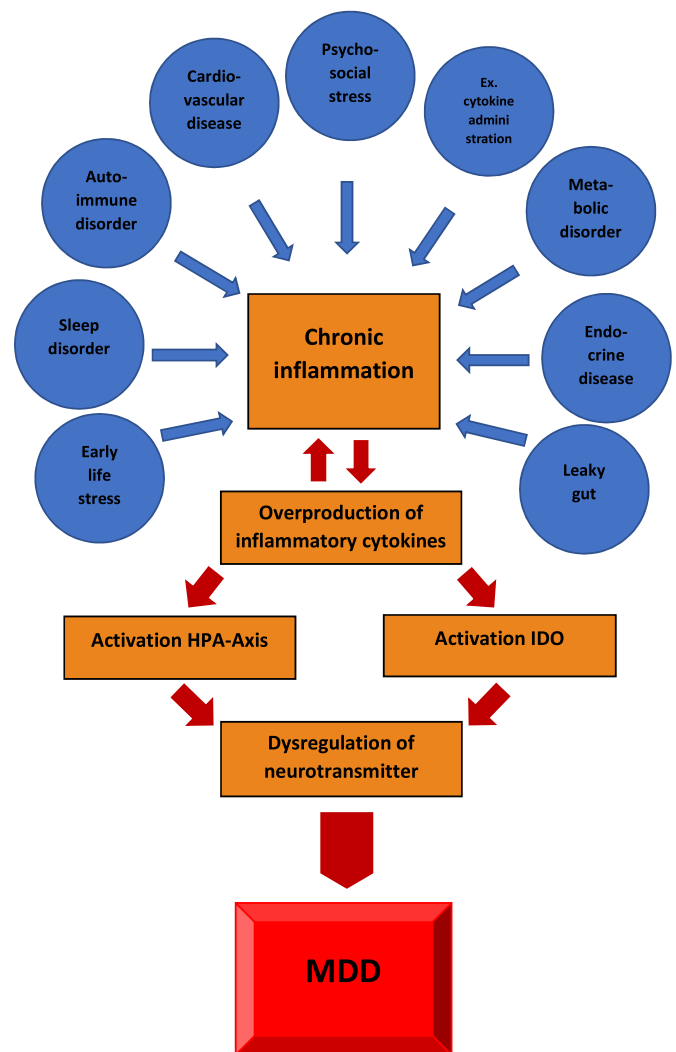 Psycho-
social
stress
Cardio-
vascular
disease
Ex.
cytokine
admini
stration
Auto-
immune
disorder
Meta-
bolic
disorder
Sleep
disorder
Chronic
inflammation
Endo-
crine
disease
Early
life
stress
Leaky
gut
Overproduction of
inflammatory cytokines
Activation HPA-Axis
Activation IDO
Dysregulation of
neurotransmitter
MDD